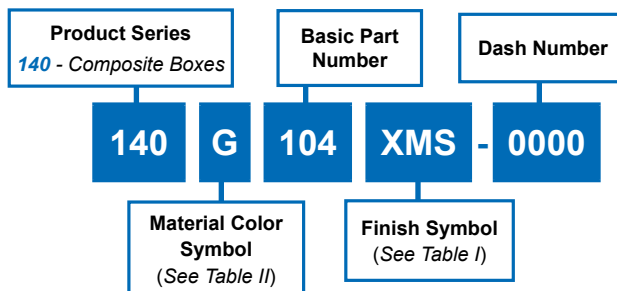 Product Series
140 - Composite Boxes
Basic Part
Number
Dash Number
140 G 104 XMS - 0000
Material Color
Symbol
(See Table II)
Finish Symbol
(See Table I)